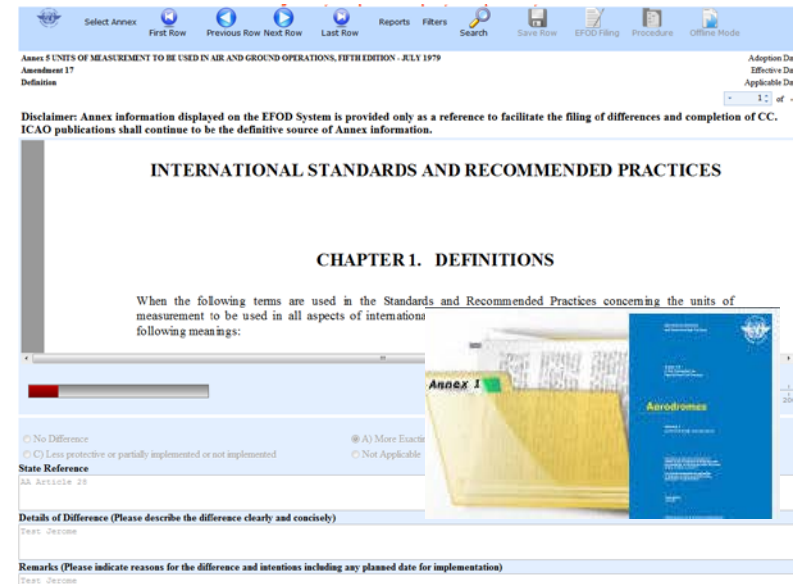 Select Annex
First Row
Previous Row
Next Row
Last Row
Reports
Filters
Search
Save Row
EFOD Filing
Procedure
Offline Mode
Annex 5 UNITS OF MEASUREMENT TO BE USED IN AIR AND GROUND OPERATIONS, FIFTH EDITION - JULY 1979
Adoption Da
Amendment 17
Effective Da
Definition
Applicable Da
1 of
Disclaimer: Annex information displayed on the EFOD System is provided only as a reference to facilitate the filing of differences and completion of CC.
ICAO publications shall continue to be the definitive source of Annex information.
INTERNATIONAL STANDARDS AND RECOMMENDED PRACTICES
CHAPTER 1. DEFINITIONS
When the following terms are used in the Standards and Recommended Practices concerning the units of
measurement to be used in all aspects of internationa
following meanings:
Annex 1
Aerodromes
No Difference
A) More Exactin
C) Less protective or partially implemented or not implemented
Not Applicable
State Reference
AA Article 28
Details of Difference (Please describe the difference clearly and concisely)
Test Jerome
Remarks (Please indicate reasons for the difference and intentions including any planned date for implementation)
Test Jerome